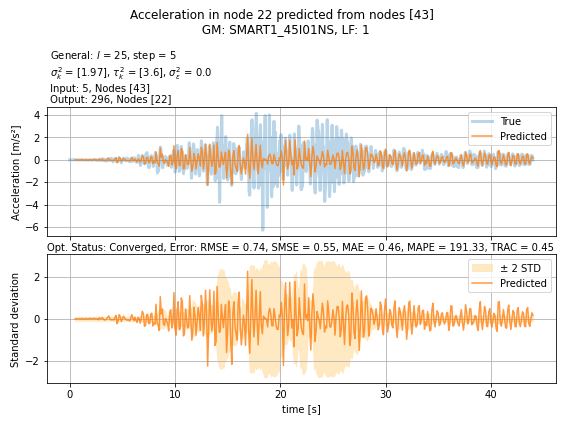 Acceleration in node 22 predicted from nodes [43]
GM: SMART1_45I01NS, LF: 1
General: l = 25, step = 5
σ²ₖ = [1.97], τ²ₖ = [3.6], σ²ε = 0.0
Input: 5, Nodes [43]
Output: 296, Nodes [22]
4
2
0
−2
−4
−6
Acceleration [m/s²]
True
Predicted
Opt. Status: Converged, Error: RMSE = 0.74, SMSE = 0.55, MAE = 0.46, MAPE = 191.33, TRAC = 0.45
2
0
−2
Standard deviation
± 2 STD
Predicted
0 10 20 30 40
time [s]